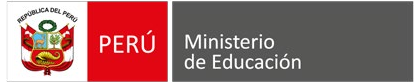 REPÚBLICA DEL PERÚ
PERÚ
Ministerio
de Educación